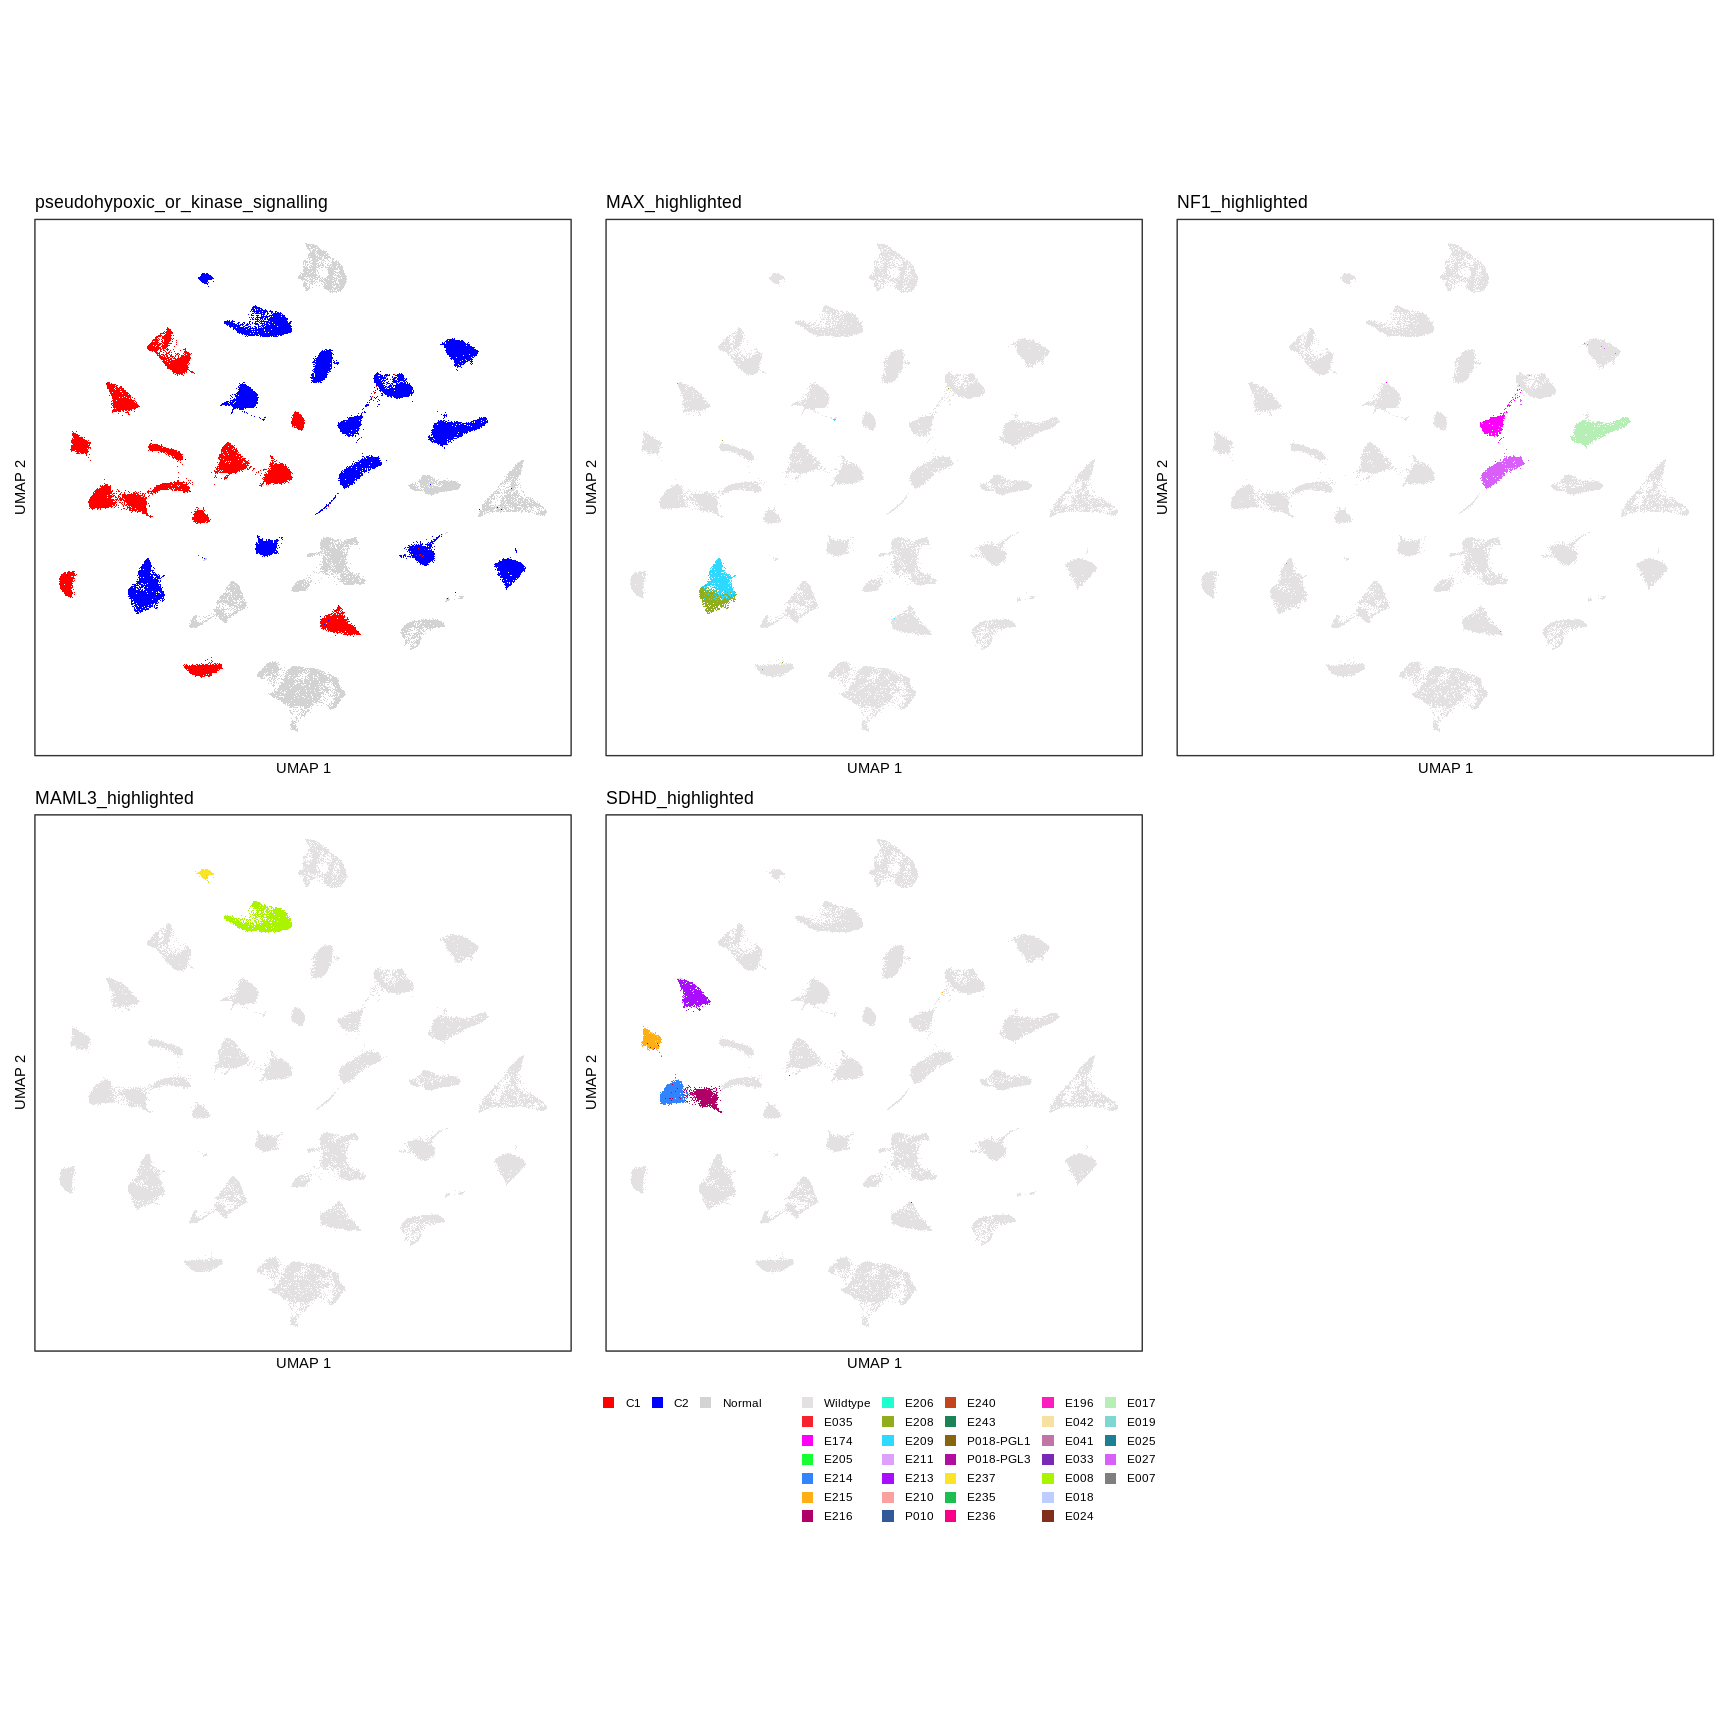 pseudohypoxic_or_kinase_signalling
MAX_highlighted
NF1_highlighted
UMAP 2
UMAP 2
UMAP 2
UMAP 1
UMAP 1
UMAP 1
MAML3_highlighted
SDHD_highlighted
UMAP 2
UMAP 2
UMAP 1
UMAP 1
C1 C2 Normal
Wildtype E206 E240 E196 E017
E035 E208 E243 E042 E019
E174 E209 P018-PGL1 E041 E025
E205 E211 P018-PGL3 E033 E027
E214 E213 E237 E008 E007
E215 E210 E235 E018
E216 P010 E236 E024